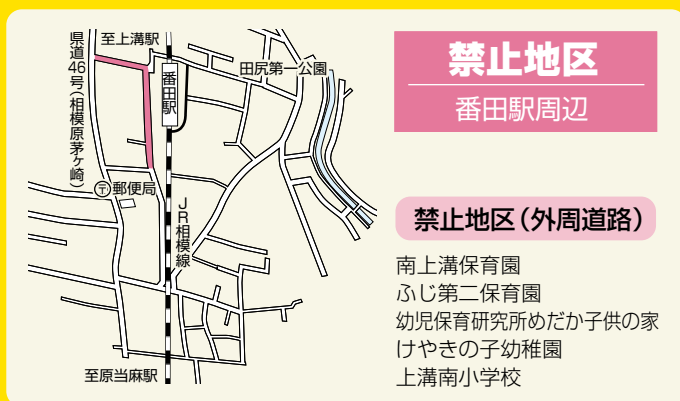 至上溝駅
県道46号(相模原茅ヶ崎)
番田駅
田尻第一公園
〒郵便局
JR相模線
至原当麻駅
禁止地区
番田駅周辺
禁止地区(外周道路)
南上溝保育園
ふじ第二保育園
幼児保育研究所めだか子供の家
けやきの子幼稚園
上溝南小学校